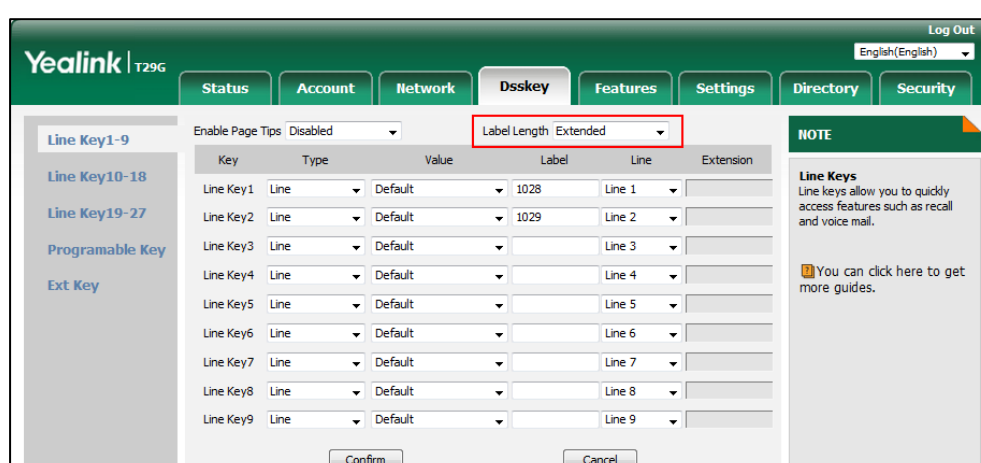 Log Out
Yealink | T29G
English(English)
Status Account Network Dsskey Features Settings Directory Security
Line Key1-9
Line Key10-18
Line Key19-27
Programable Key
Ext Key
Enable Page Tips Disabled Label Length Extended
Key Type Value Label Line Extension
Line Key1 Line Default 1028 Line 1
Line Key2 Line Default 1029 Line 2
Line Key3 Line Default Line 3
Line Key4 Line Default Line 4
Line Key5 Line Default Line 5
Line Key6 Line Default Line 6
Line Key7 Line Default Line 7
Line Key8 Line Default Line 8
Line Key9 Line Default Line 9
Confirm Cancel
NOTE
Line Keys
Line keys allow you to quickly
access features such as recall
and voice mail.
You can click here to get
more guides.